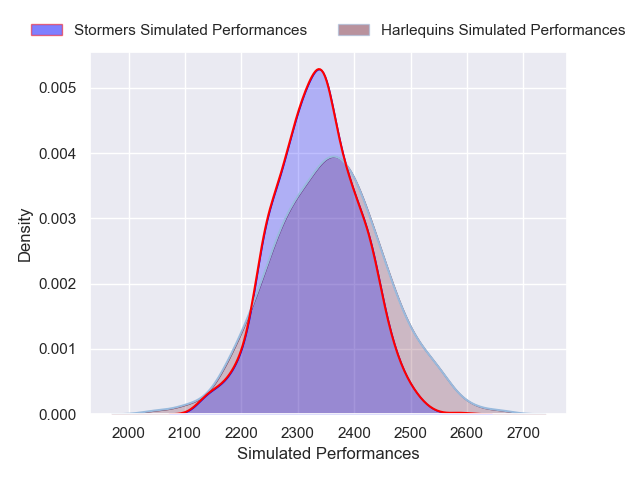 Stormers Simulated Performances Harlequins Simulated Performances
0.005
0.004
0.003
0.002
0.001
0.000
Density
2000 2100 2200 2300 2400 2500 2600 2700
Simulated Performances